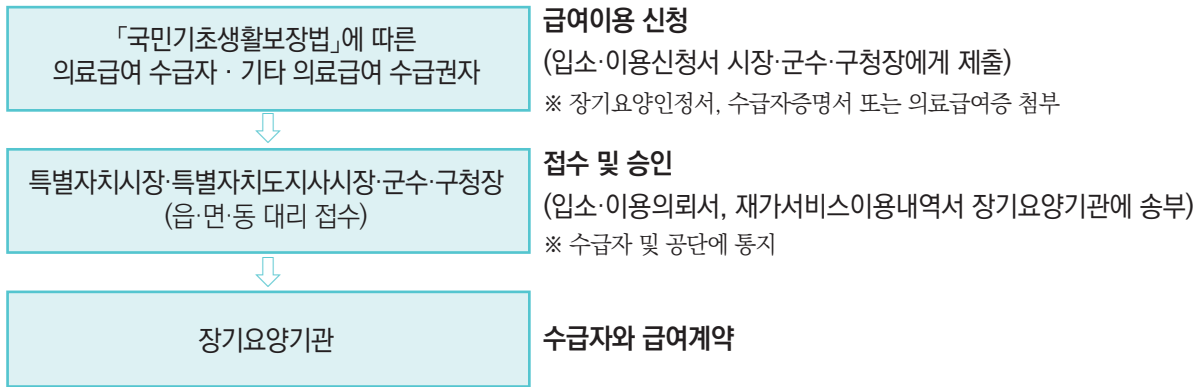 「국민기초생활보장법」에 따른
의료급여 수급자 · 기타 의료급여 수급권자
급여이용 신청
(입소·이용신청서 시장·군수·구청장에게 제출)
※ 장기요양인정서, 수급자증명서 또는 의료급여증 첨부
특별자치시장·특별자치도지사시장·군수·구청장
(읍·면·동 대리 접수)
접수 및 승인
(입소·이용의뢰서, 재가서비스이용내역서 장기요양기관에 송부)
※ 수급자 및 공단에 통지
장기요양기관
수급자와 급여계약